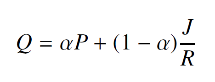 Q = αP + (1 − α) J/R